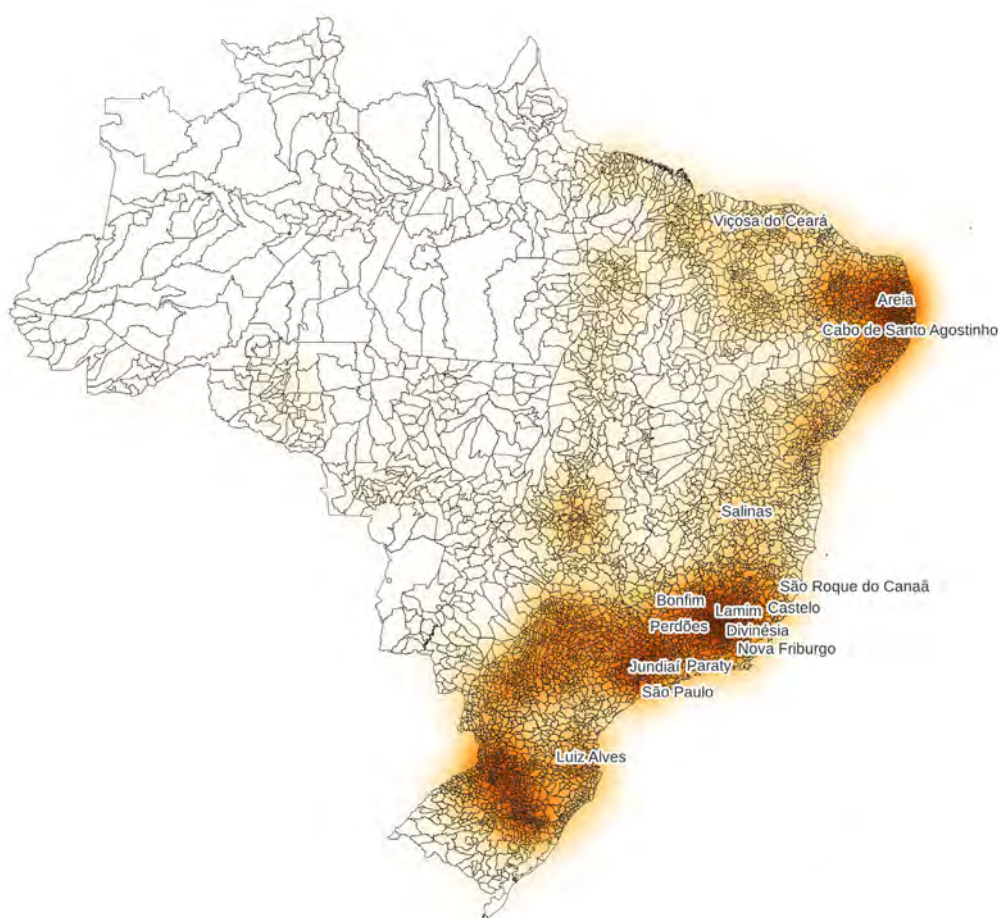 Viçosa do Ceará
Areia
Cabo de Santo Agostinho
Salinas
São Roque do Canaã
Bonfim
Lamim
Castelo
Perdões
Divinésia
Nova Friburgo
Jundiaí
Paraty
São Paulo
Luiz Alves